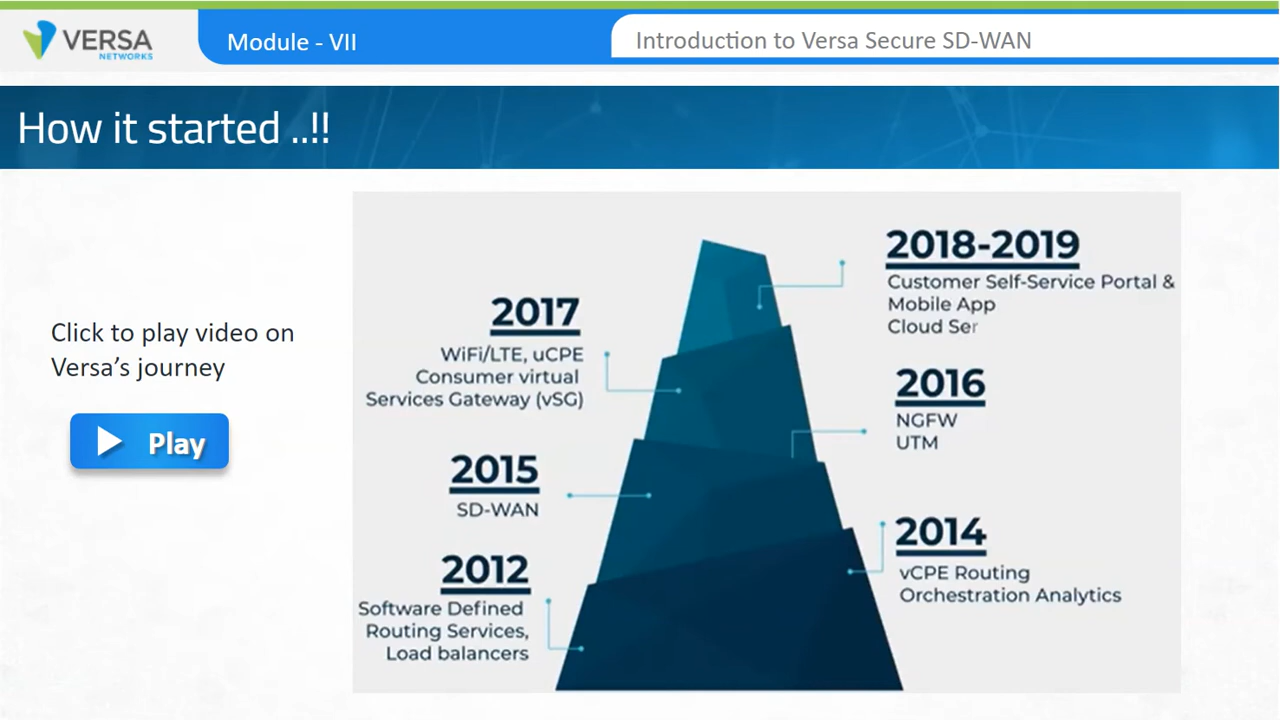 VERSA
NETWORKS
Module - VII
Introduction to Versa Secure SD-WAN
How it started ..!!
Click to play video on
Versa's journey
Play
2018-2019
Customer Self-Service Portal &
Mobile App
Cloud Ser
2017
WiFi/LTE, uCPE
Consumer virtual
Services Gateway (vSG)
2016
NGFW
UTM
2015
SD-WAN
2014
vCPE Routing
Orchestration Analytics
2012
Software Defined
Routing Services,
Load balancers